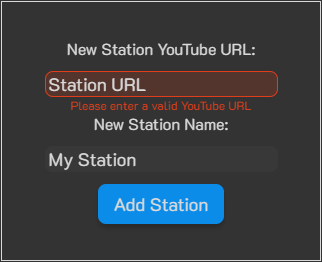 New Station YouTube URL:
Station URL
Please enter a valid YouTube URL
New Station Name:
My Station
Add Station